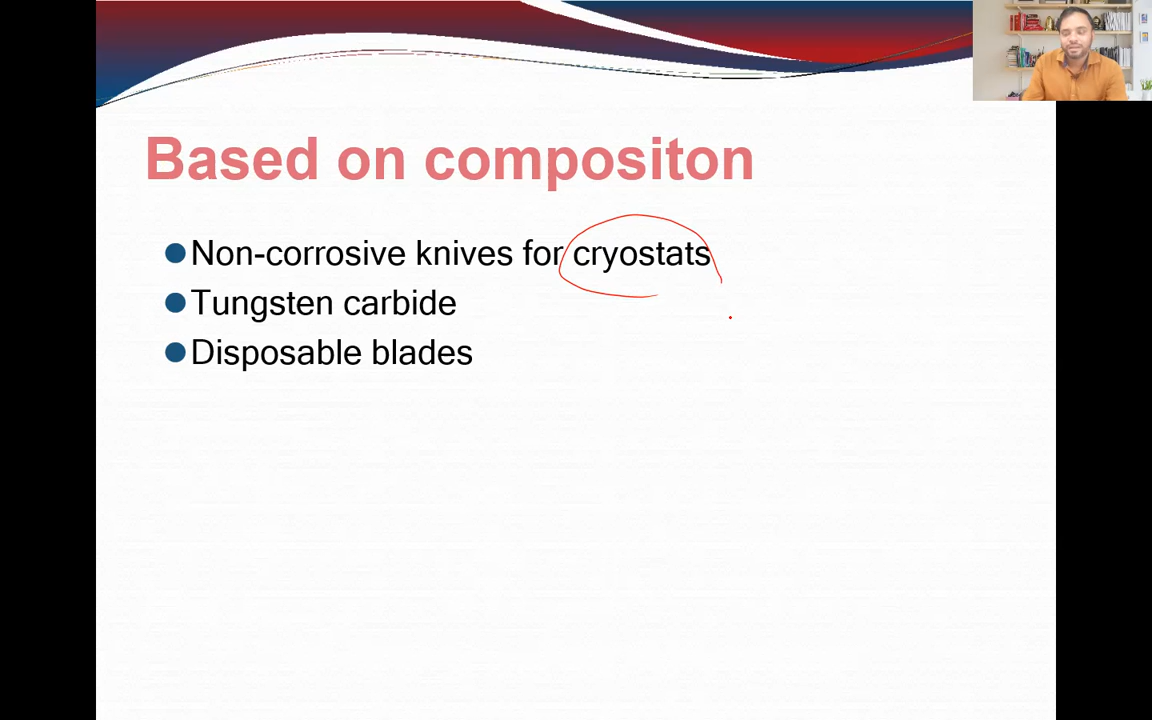 Based on compositon
Non-corrosive knives for cryostats
Tungsten carbide
Disposable blades